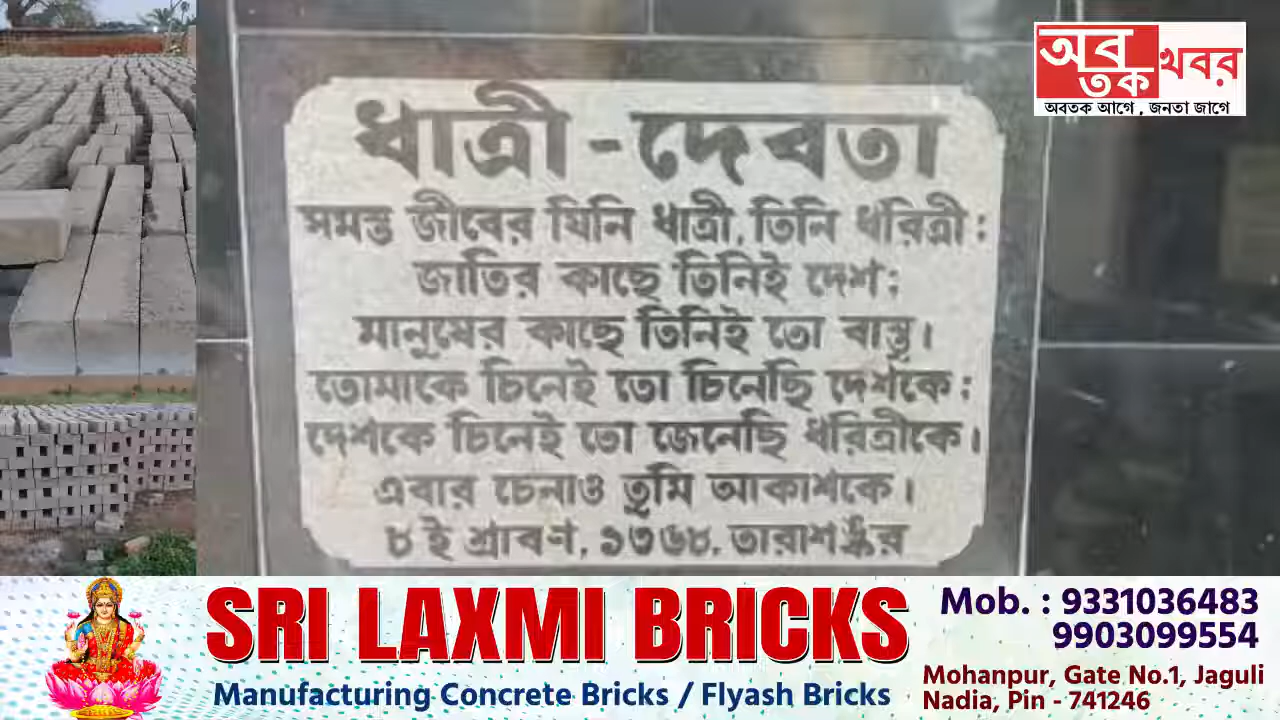 অব
তক
খবর
অবতক আগে, জনতা জাগে
ধাত্রী - দেবতা
সমস্ত জীবের যিনি ধাত্রী, তিনি ধরিত্রী;
জাতির কাছে তিনিই দেশ;
মানুষের কাছে তিনিই তো বাস্তু।
তোমাকে চিনেই তো চিনেছি দেশকে;
দেশকে চিনেই তো জেনেছি ধরিত্রীকে।
এবার চেনাও তুমি আকাশকে।
৮ ই শ্রাবণ, ১৩৬৮, তারাশঙ্কর
SRI LAXMI BRICKS
Manufacturing Concrete Bricks / Flyash Bricks
Mob. : 9331036483
9903099554
Mohanpur, Gate No.1, Jaguli
Nadia, Pin - 741246